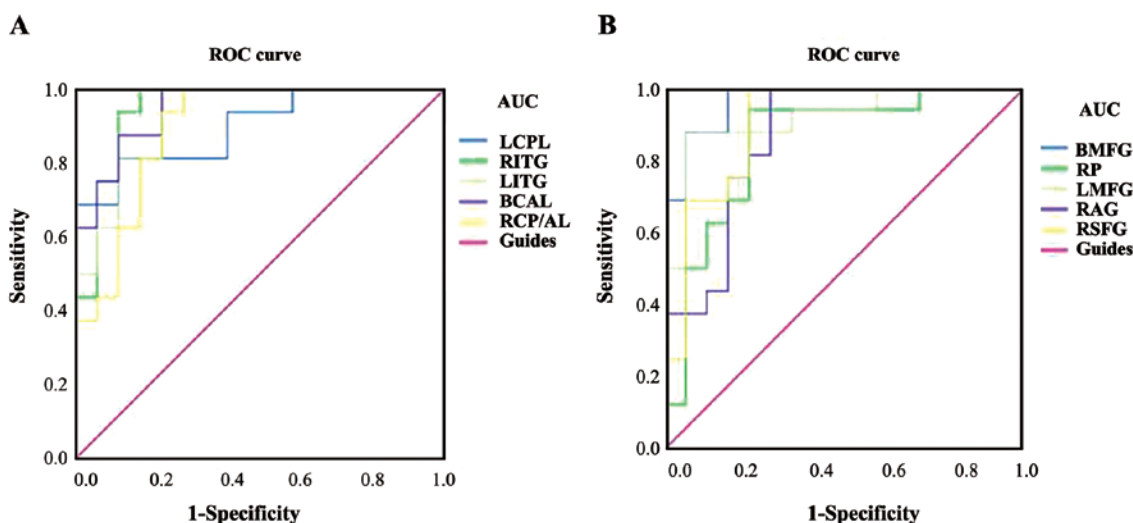 A
ROC curve
AUC
LCPL
RITG
LITG
BCAL
RCP/AL
Guides
Sensitivity
1.0
0.8
0.6
0.4
0.2
0.0
0.0 0.2 0.4 0.6 0.8 1.0
1-Specificity
B
ROC curve
AUC
BMFG
RP
LMFG
RAG
RSFG
Guides
Sensitivity
1.0
0.8
0.6
0.4
0.2
0.0
0.0 0.2 0.4 0.6 0.8 1.0
1-Specificity